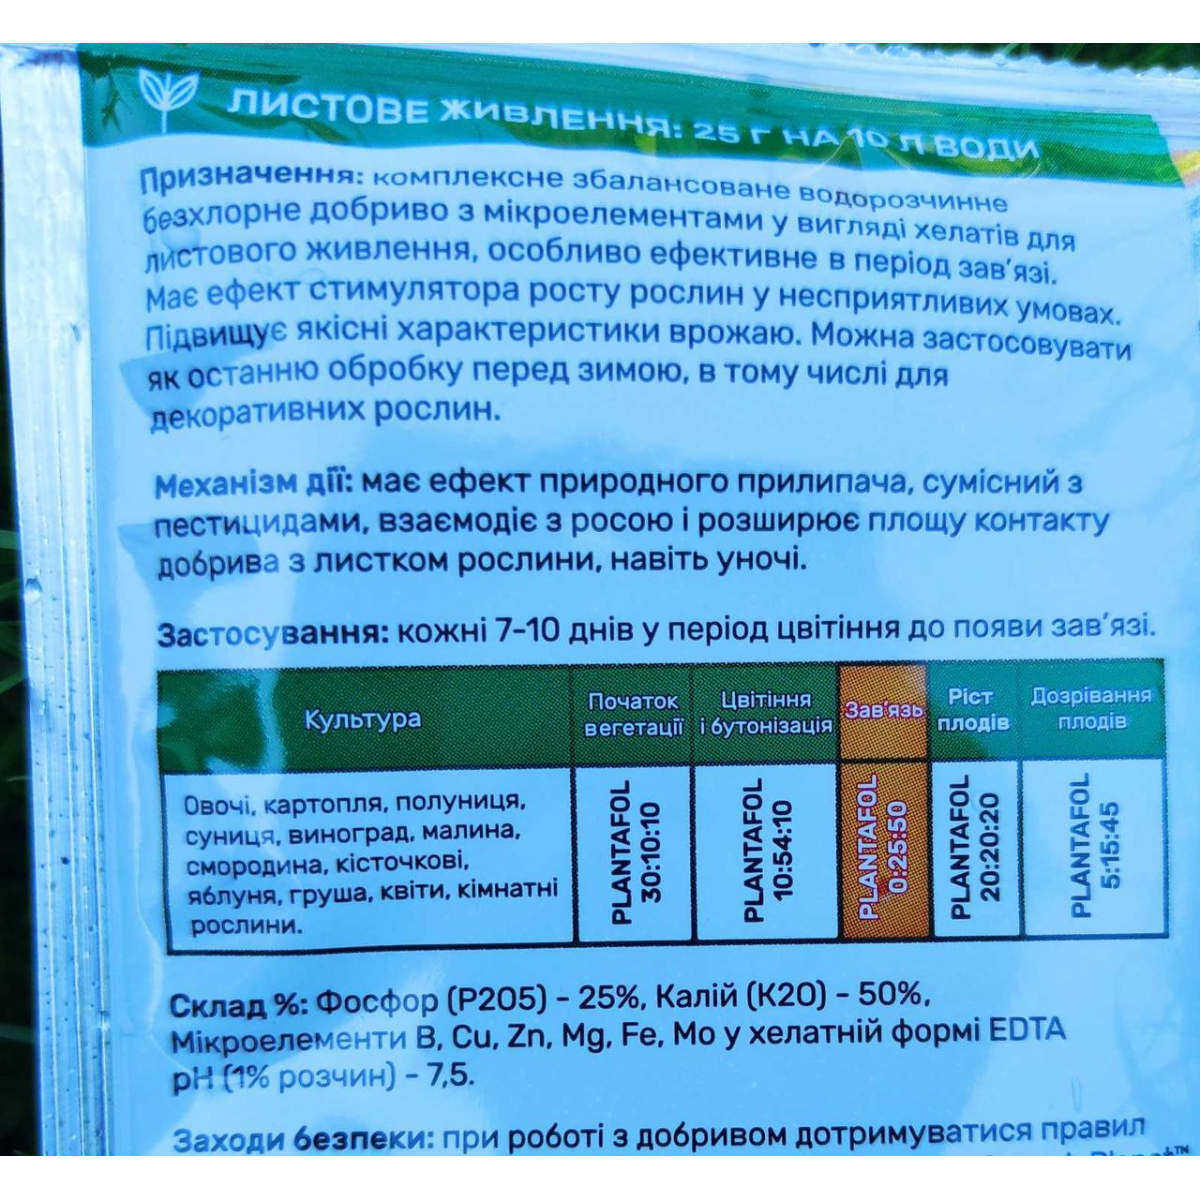 ЛИСТОВЕ ЖИВЛЕННЯ: 25 Г НА 10 Л ВОДИ
Призначення: комплексне збалансоване водорозчинне
безхлорне добриво з мікроелементами у вигляді хелатів для
листового живлення, особливо ефективне в період зав'язі.
Має ефект стимулятора росту рослин у несприятливих умовах.
Підвищує якісні характеристики врожаю. Можна застосовувати
як останню обробку перед зимою, в тому числі для
декоративних рослин.
Механізм дії: має ефект природного прилипача, сумісний з
пестицидами, взаємодіє з росою і розширює площу контакту
добрива з листком рослини, навіть уночі.
Застосування: кожні 7-10 днів у період цвітіння до появи зав'язі.
Культура
Початок
вегетації
Цвітіння
і бутонізація
Зав'язь
Ріст
плодів
Дозрівання
плодів
Овочі, картопля, полуниця,
суниця, виноград, малина,
смородина, кісточкові,
яблуня, груша, квіти, кімнатні
рослини.
PLANTAFOL
30:10:10
PLANTAFOL
10:54:10
PLANTAFOL
0:25:50
PLANTAFOL
20:20:20
PLANTAFOL
5:15:45
Склад %: Фосфор (P2O5) - 25%, Калій (K2O) - 50%,
Мікроелементи B, Cu, Zn, Mg, Fe, Mo у хелатній формі EDTA
pH (1% розчин) - 7,5.
Заходи безпеки: при роботі з добривом дотримуватися правил